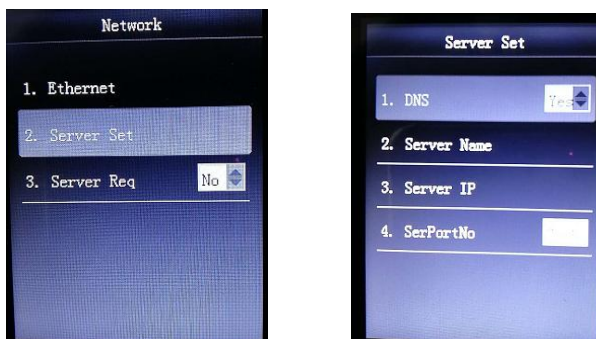 Network
1. Ethernet
2. Server Set
3. Server Req No
Server Set
1. DNS Yes
2. Server Name
3. Server IP
4. SerPortNo